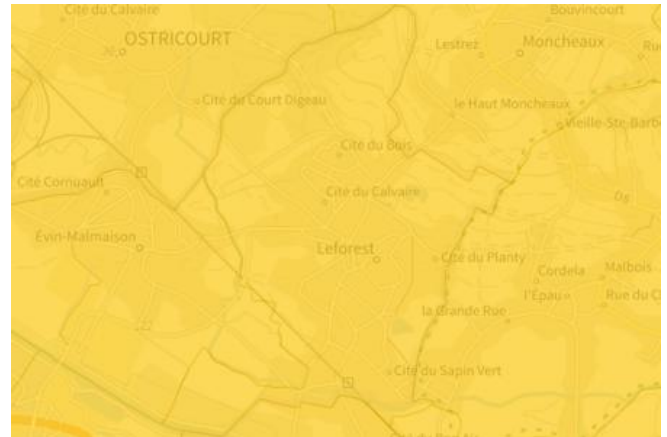 Cité du Calvaire
Bouvincourt
OSTRICOURT
Lestrez
Moncheaux
Cité du Court Digeau
le Haut Moncheaux
Vieille-Ste-Barbe
Cité du Bois
Cité Cornuault
Cité du Calvaire
Évin-Malmaison
Leforest
Cité du Planty
Cordela
Malbois
l'Épau
Rue du C
la Grande Rue
Cité du Sapin Vert